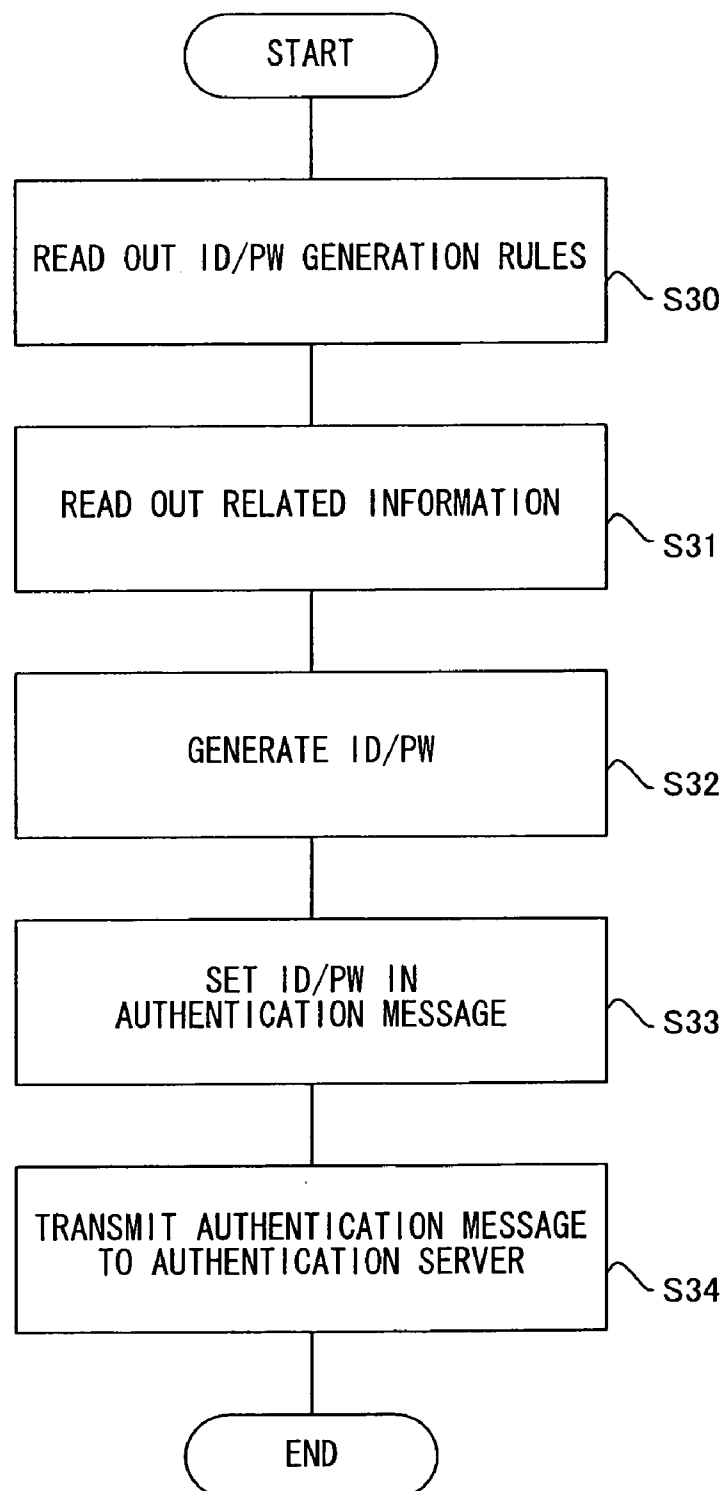 START
READ OUT ID/PW GENERATION RULES
S30
READ OUT RELATED INFORMATION
S31
GENERATE ID/PW
S32
SET ID/PW IN
AUTHENTICATION MESSAGE
S33
TRANSMIT AUTHENTICATION MESSAGE
TO AUTHENTICATION SERVER
S34
END